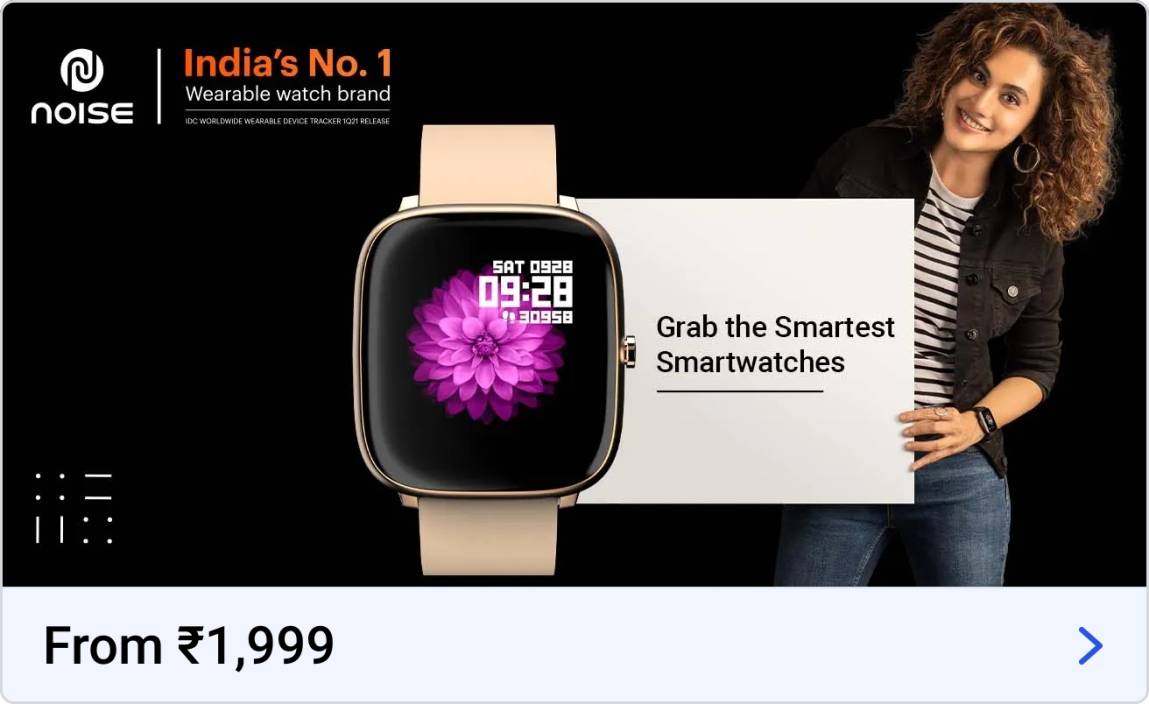 NOISE
India's No. 1
Wearable watch brand
IDC WORLDWIDE WEARABLE DEVICE TRACKER 1Q21 RELEASE
SAT 0928
09:28
30958
Grab the Smartest
Smartwatches
From ₹1,999